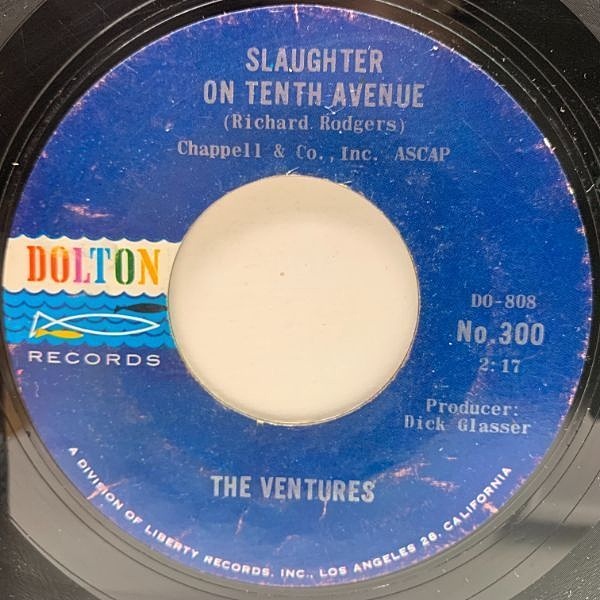 SLAUGHTER
ON TENTH AVENUE
(Richard Rodgers)
Chappell & Co., Inc. ASCAP
DOLTON
RECORDS
DO-808
No. 300
2:17
Producer:
Dick Glasser
THE VENTURES
A DIVISION OF LIBERTY RECORDS, INC., LOS ANGELES 28, CALIFORNIA